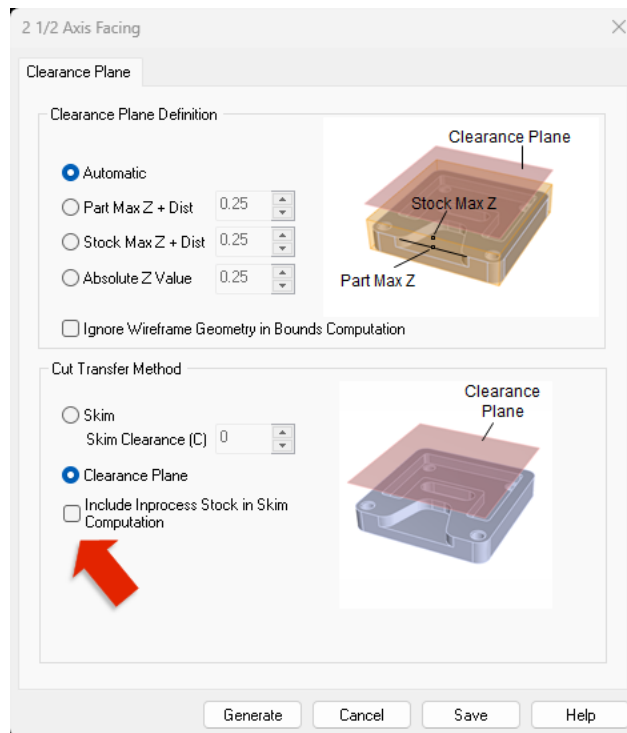 2 1/2 Axis Facing
Clearance Plane
Clearance Plane Definition
Automatic
Part Max Z + Dist 0.25
Stock Max Z + Dist 0.25
Absolute Z Value 0.25
Clearance Plane
Stock Max Z
Part Max Z
Ignore Wireframe Geometry in Bounds Computation
Cut Transfer Method
Skim
Skim Clearance (C) 0
Clearance Plane
Include Inprocess Stock in Skim
Computation
Clearance
Plane
Generate Cancel Save Help